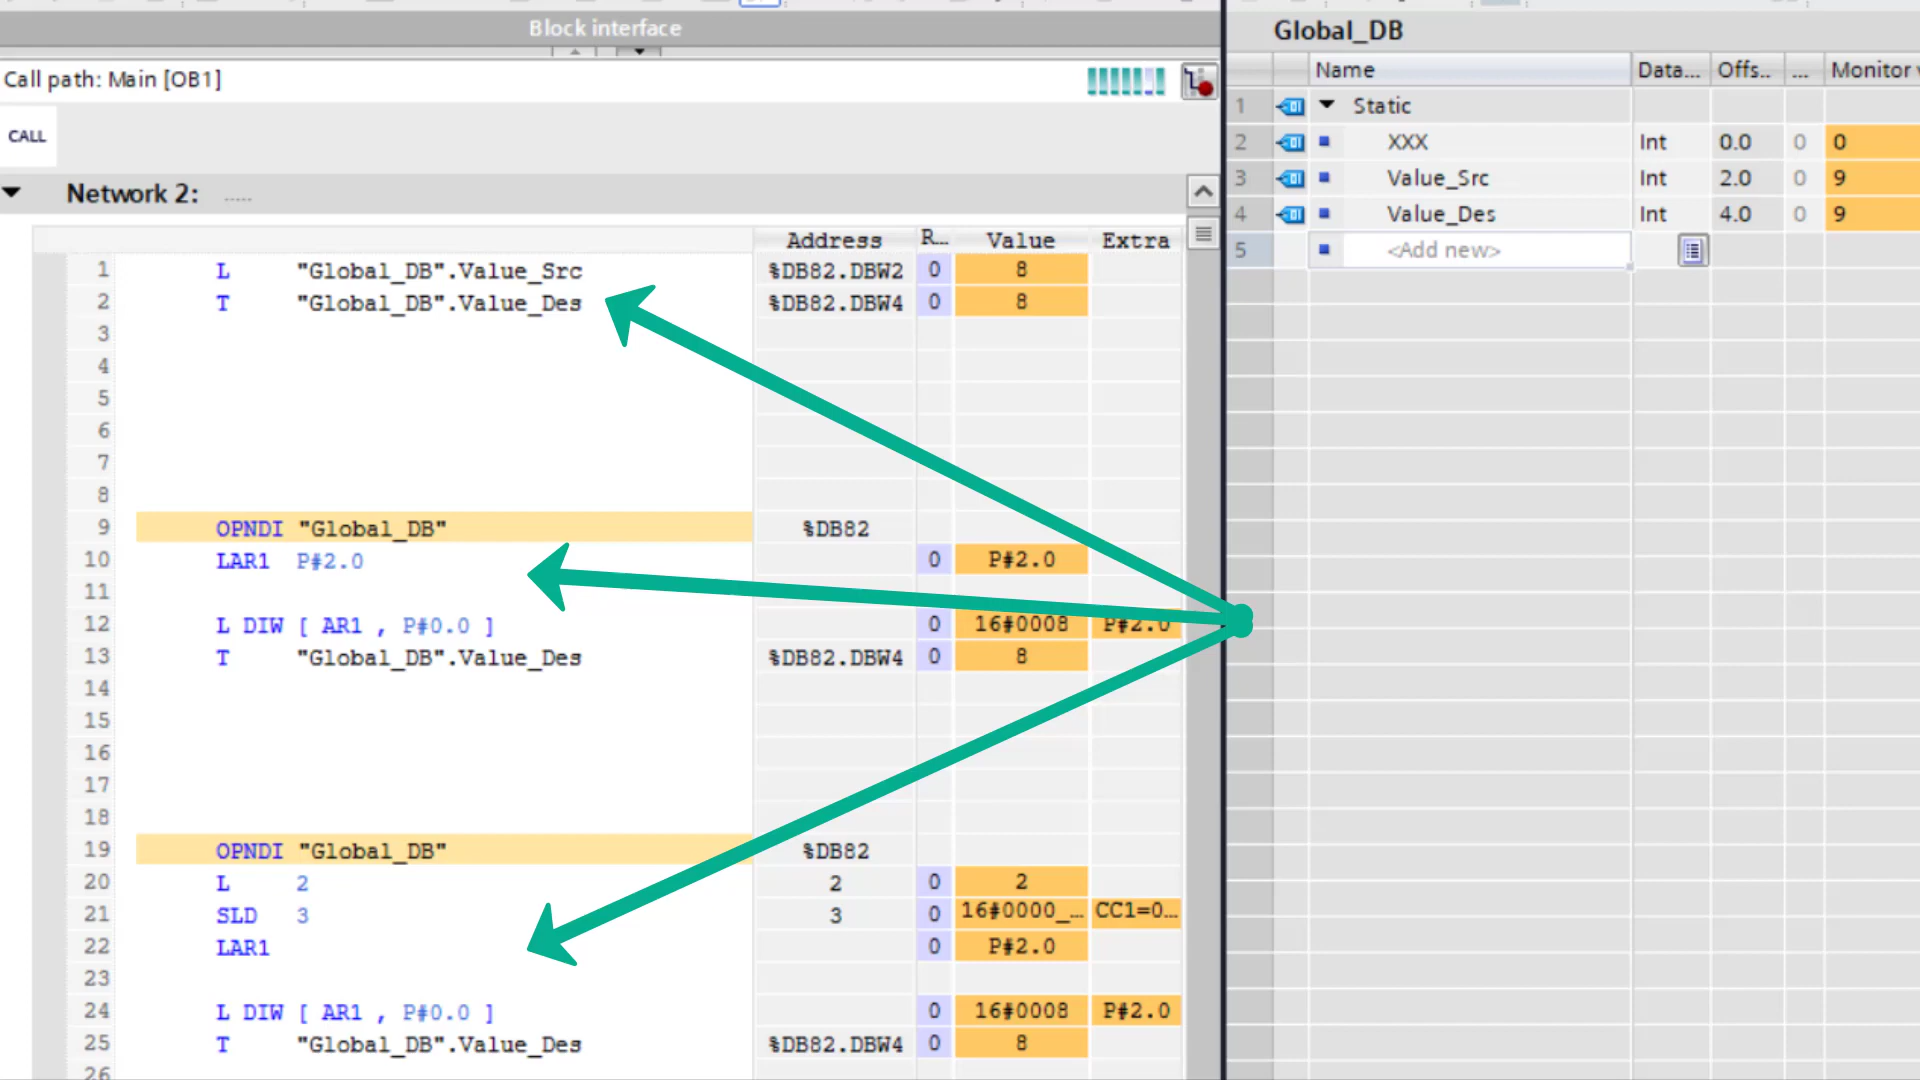 Block interface
Call path: Main [OB1]
CALL
Network 2: .....
Address R... Value Extra
1 L "Global_DB".Value_Src %DB82.DBW2 0 8
2 T "Global_DB".Value_Des %DB82.DBW4 0 8
3
4
5
6
7
8
9 OPNDI "Global_DB" %DB82
10 LAR1 P#2.0 0 P#2.0
11
12 L DIW [ AR1 , P#0.0 ] 0 16#0008 P#2.0
13 T "Global_DB".Value_Des %DB82.DBW4 0 8
14
15
16
17
18
19 OPNDI "Global_DB" %DB82
20 L 2 2 0 2
21 SLD 3 3 0 16#0000_... CC1=0...
22 LAR1 0 P#2.0
23
24 L DIW [ AR1 , P#0.0 ] 0 16#0008 P#2.0
25 T "Global_DB".Value_Des %DB82.DBW4 0 8
26
Global_DB
Name Data... Offs.. ... Monitor
1 Static
2 XXX Int 0.0 0 0
3 Value_Src Int 2.0 0 9
4 Value_Des Int 4.0 0 9
5 <Add new>